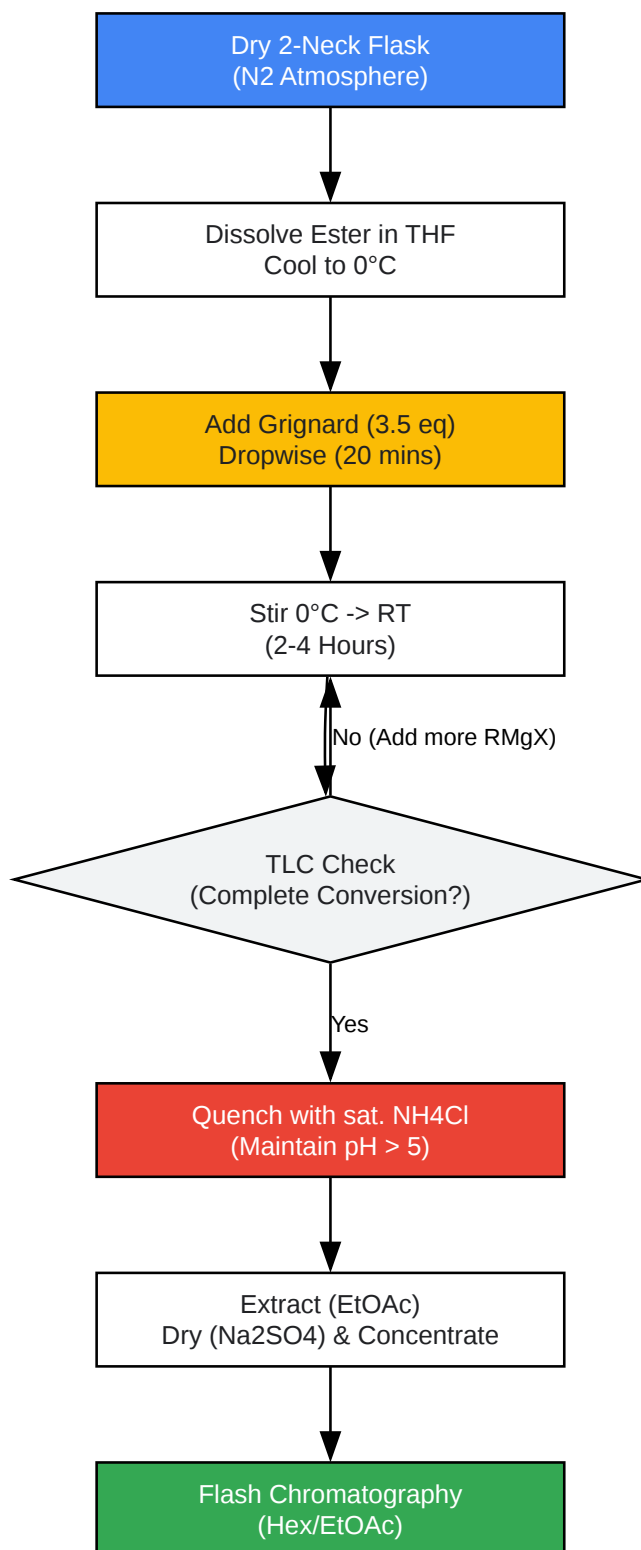 Dry 2-Neck Flask
(N2 Atmosphere)
Dissolve Ester in THF
Cool to 0°C
Add Grignard (3.5 eq)
Dropwise (20 mins)
Stir 0°C -> RT
(2-4 Hours)
No (Add more RMgX)
TLC Check
(Complete Conversion?)
Yes
Quench with sat. NH4Cl
(Maintain pH > 5)
Extract (EtOAc)
Dry (Na2SO4) & Concentrate
Flash Chromatography
(Hex/EtOAc)